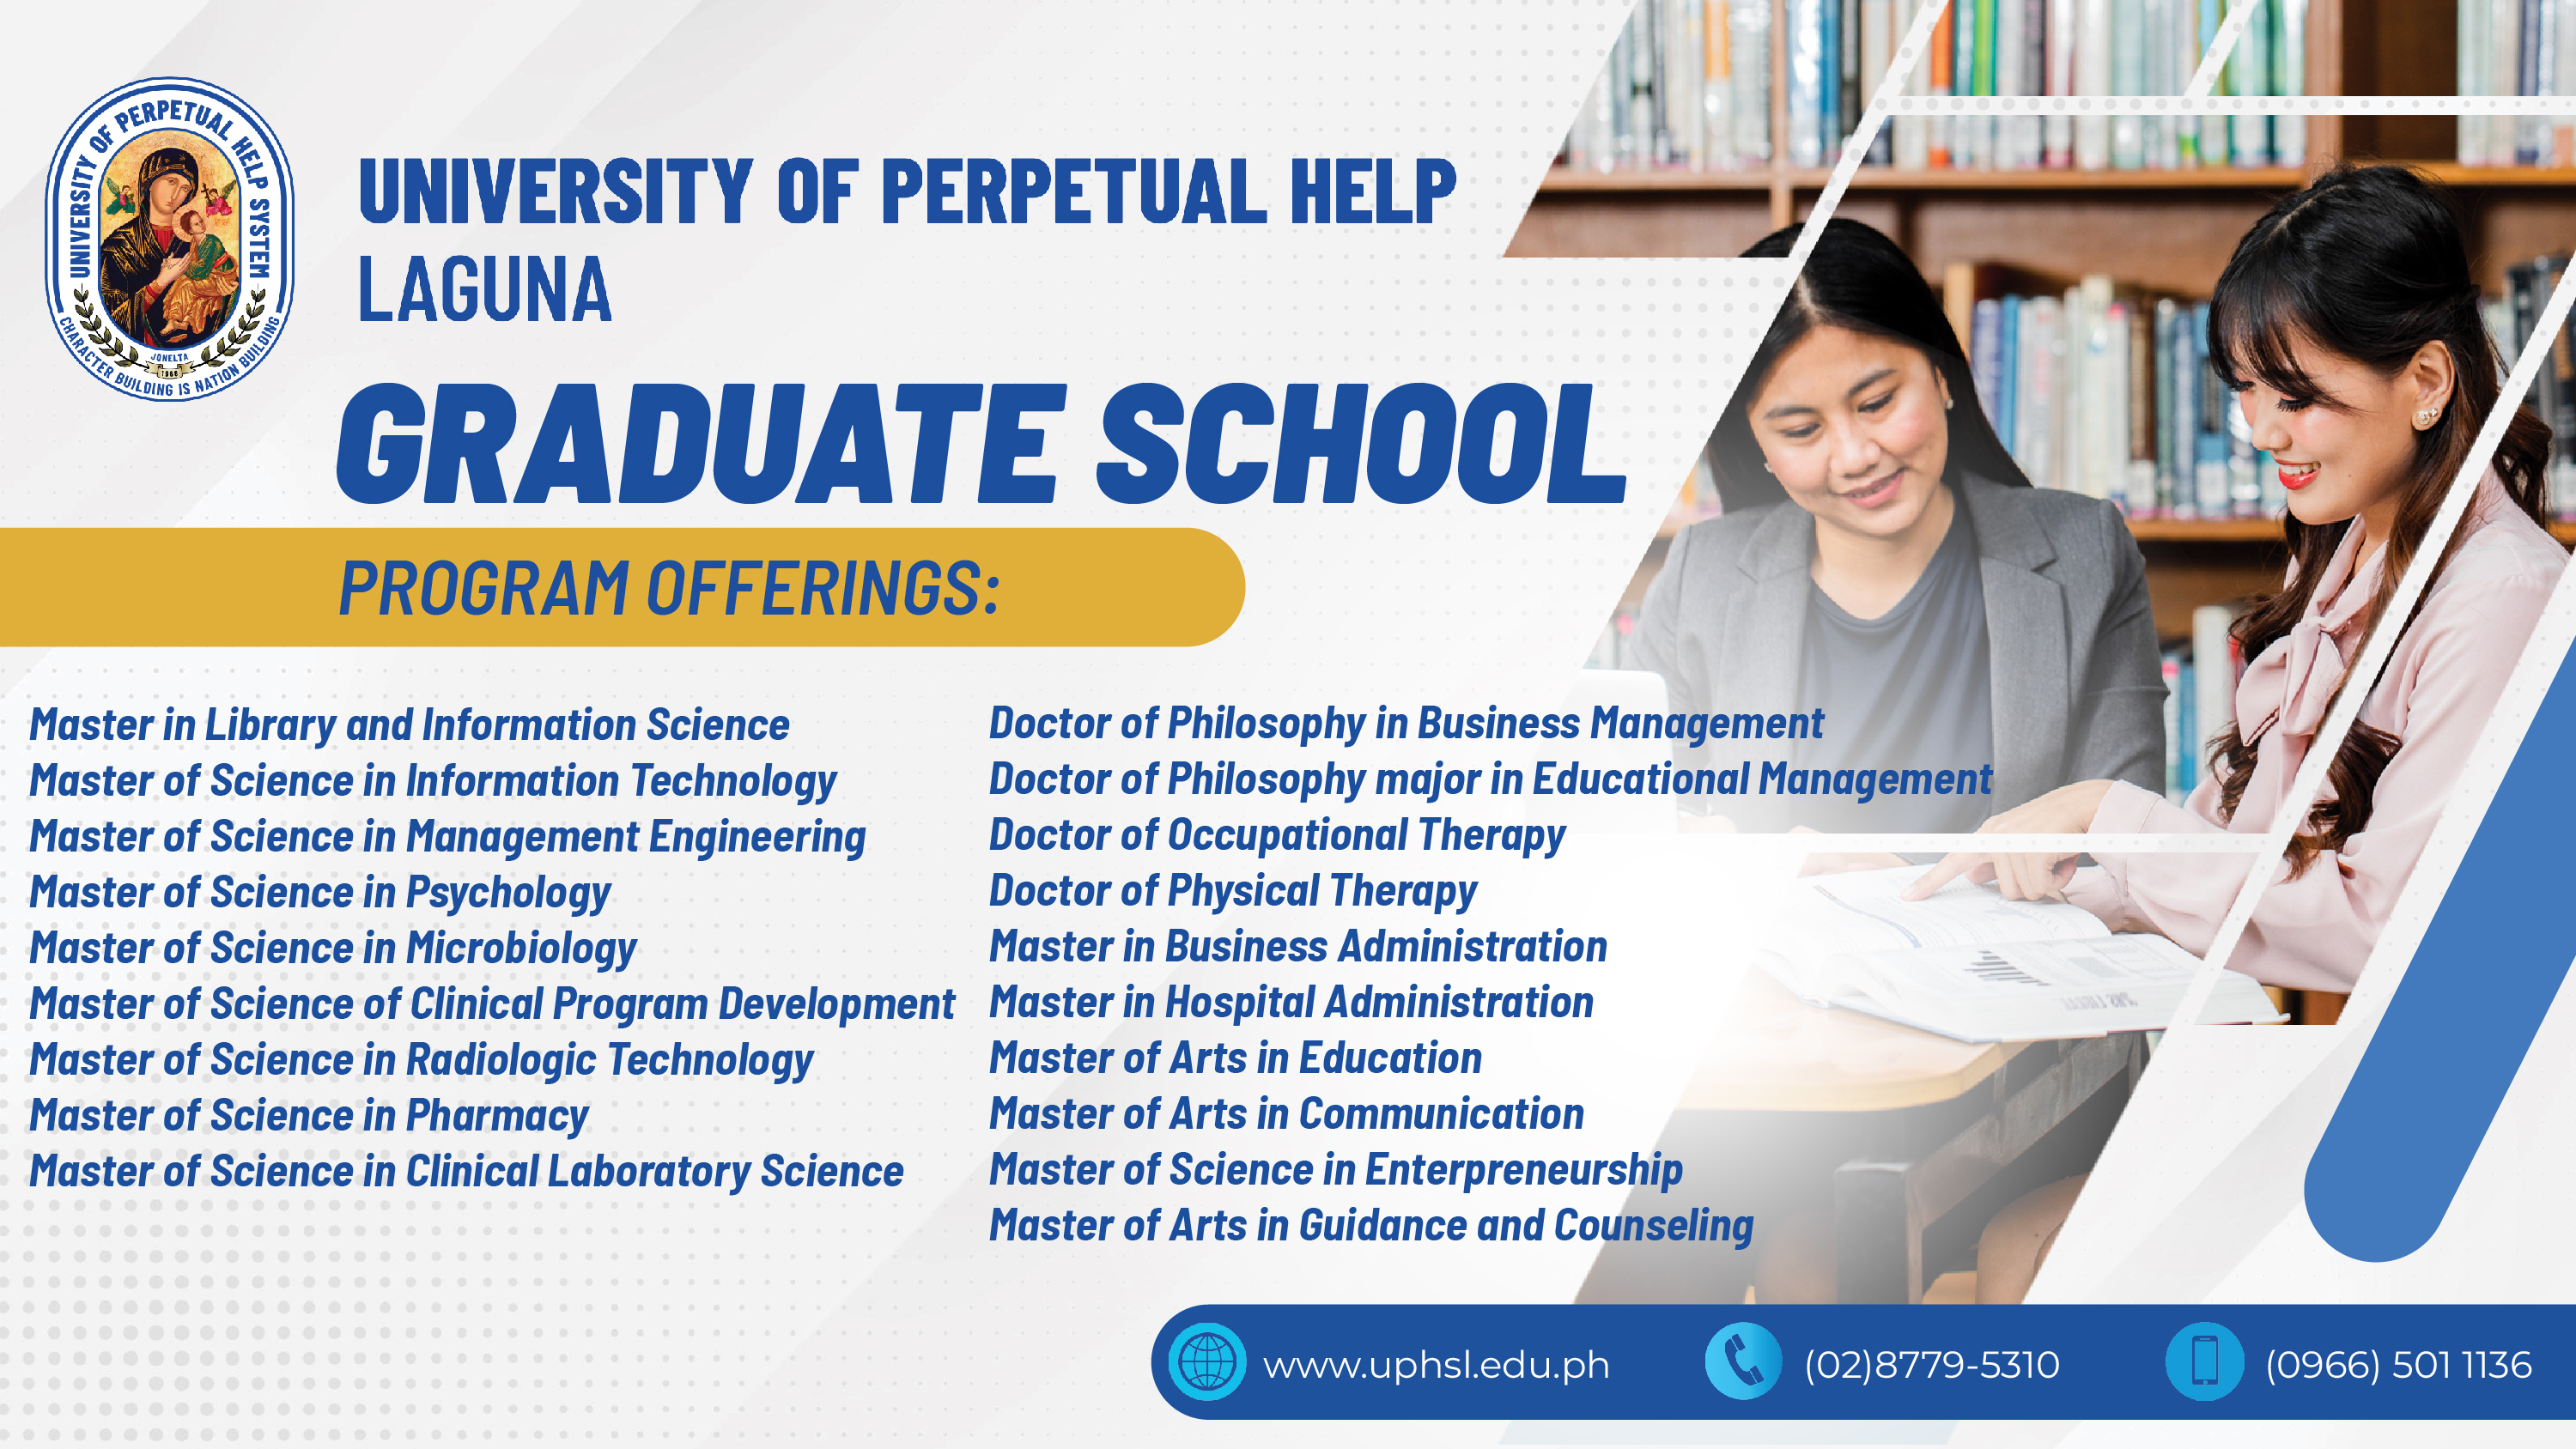 UNIVERSITY OF PERPETUAL HELP SYSTEM
JONELTA
1968
CHARACTER BUILDING IS NATION BUILDING
UNIVERSITY OF PERPETUAL HELP
LAGUNA
GRADUATE SCHOOL
PROGRAM OFFERINGS:
Master in Library and Information Science
Master of Science in Information Technology
Master of Science in Management Engineering
Master of Science in Psychology
Master of Science in Microbiology
Master of Science of Clinical Program Development
Master of Science in Radiologic Technology
Master of Science in Pharmacy
Master of Science in Clinical Laboratory Science
Doctor of Philosophy in Business Management
Doctor of Philosophy major in Educational Management
Doctor of Occupational Therapy
Doctor of Physical Therapy
Master in Business Administration
Master in Hospital Administration
Master of Arts in Education
Master of Arts in Communication
Master of Science in Enterpreneurship
Master of Arts in Guidance and Counseling
www.uphsl.edu.ph
(02)8779-5310
(0966) 501 1136